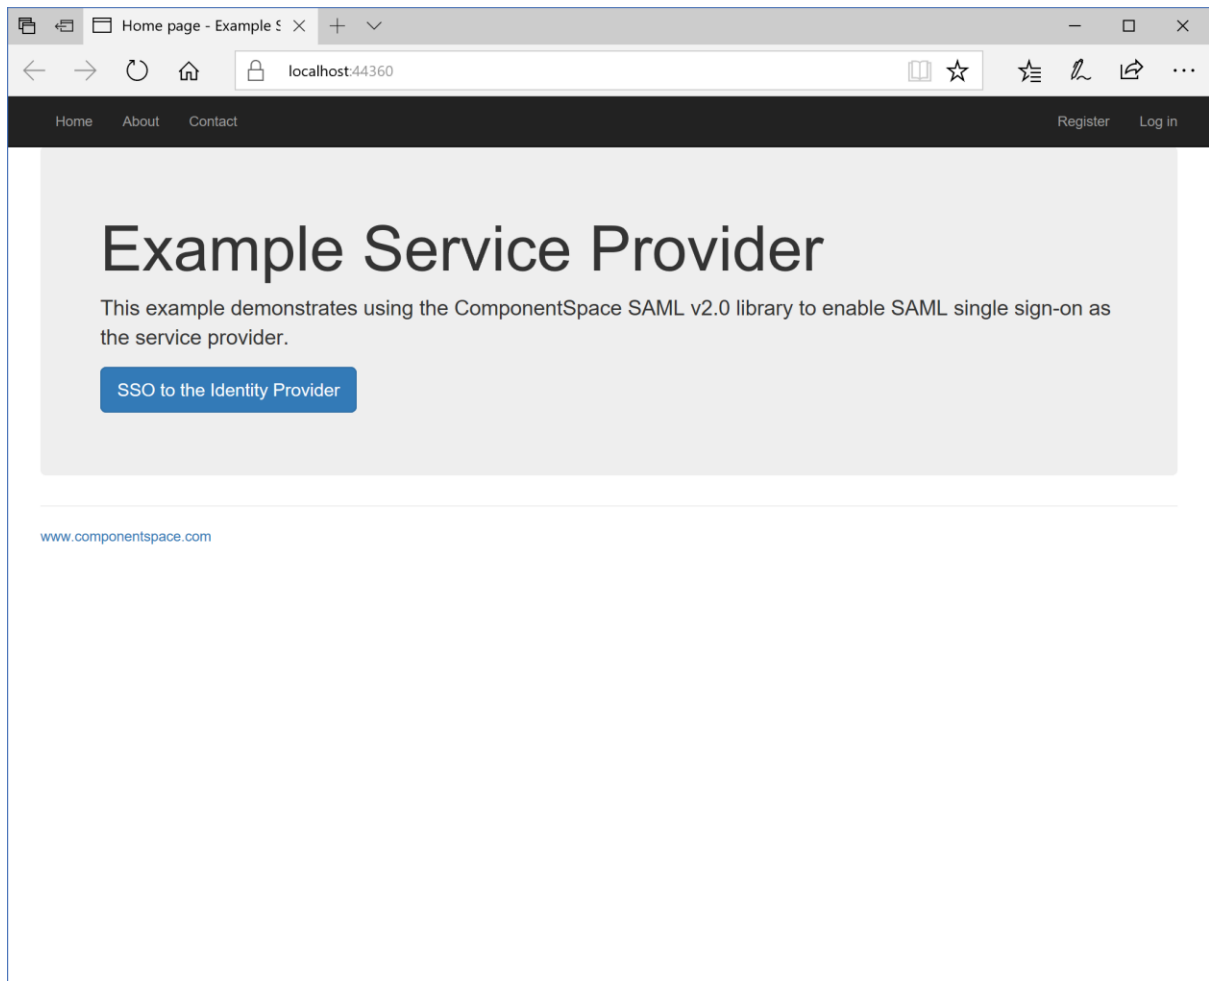 Home page - Example S
localhost:44360
Home About Contact Register Log in
Example Service Provider
This example demonstrates using the ComponentSpace SAML v2.0 library to enable SAML single sign-on as
the service provider.
SSO to the Identity Provider
www.componentspace.com